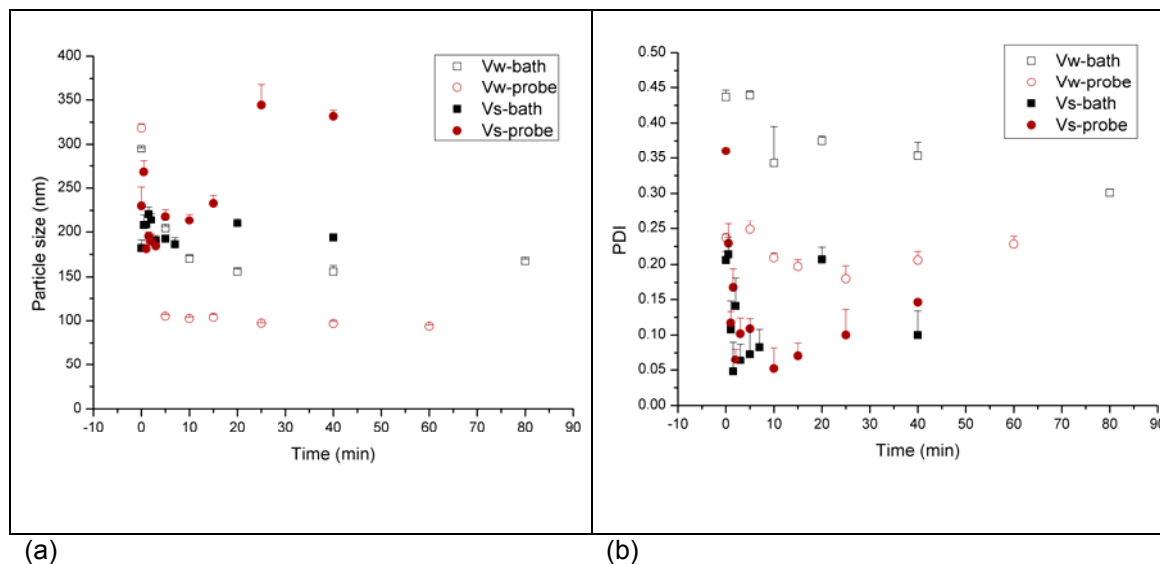 400
350
300
250
200
150
100
50
0
Particle size (nm)
-10 0 10 20 30 40 50 60 70 80 90
Time (min)
Vw-bath
Vw-probe
Vs-bath
Vs-probe
(a)
0.50
0.45
0.40
0.35
0.30
0.25
0.20
0.15
0.10
0.05
0.00
PDI
-10 0 10 20 30 40 50 60 70 80 90
Time (min)
Vw-bath
Vw-probe
Vs-bath
Vs-probe
(b)